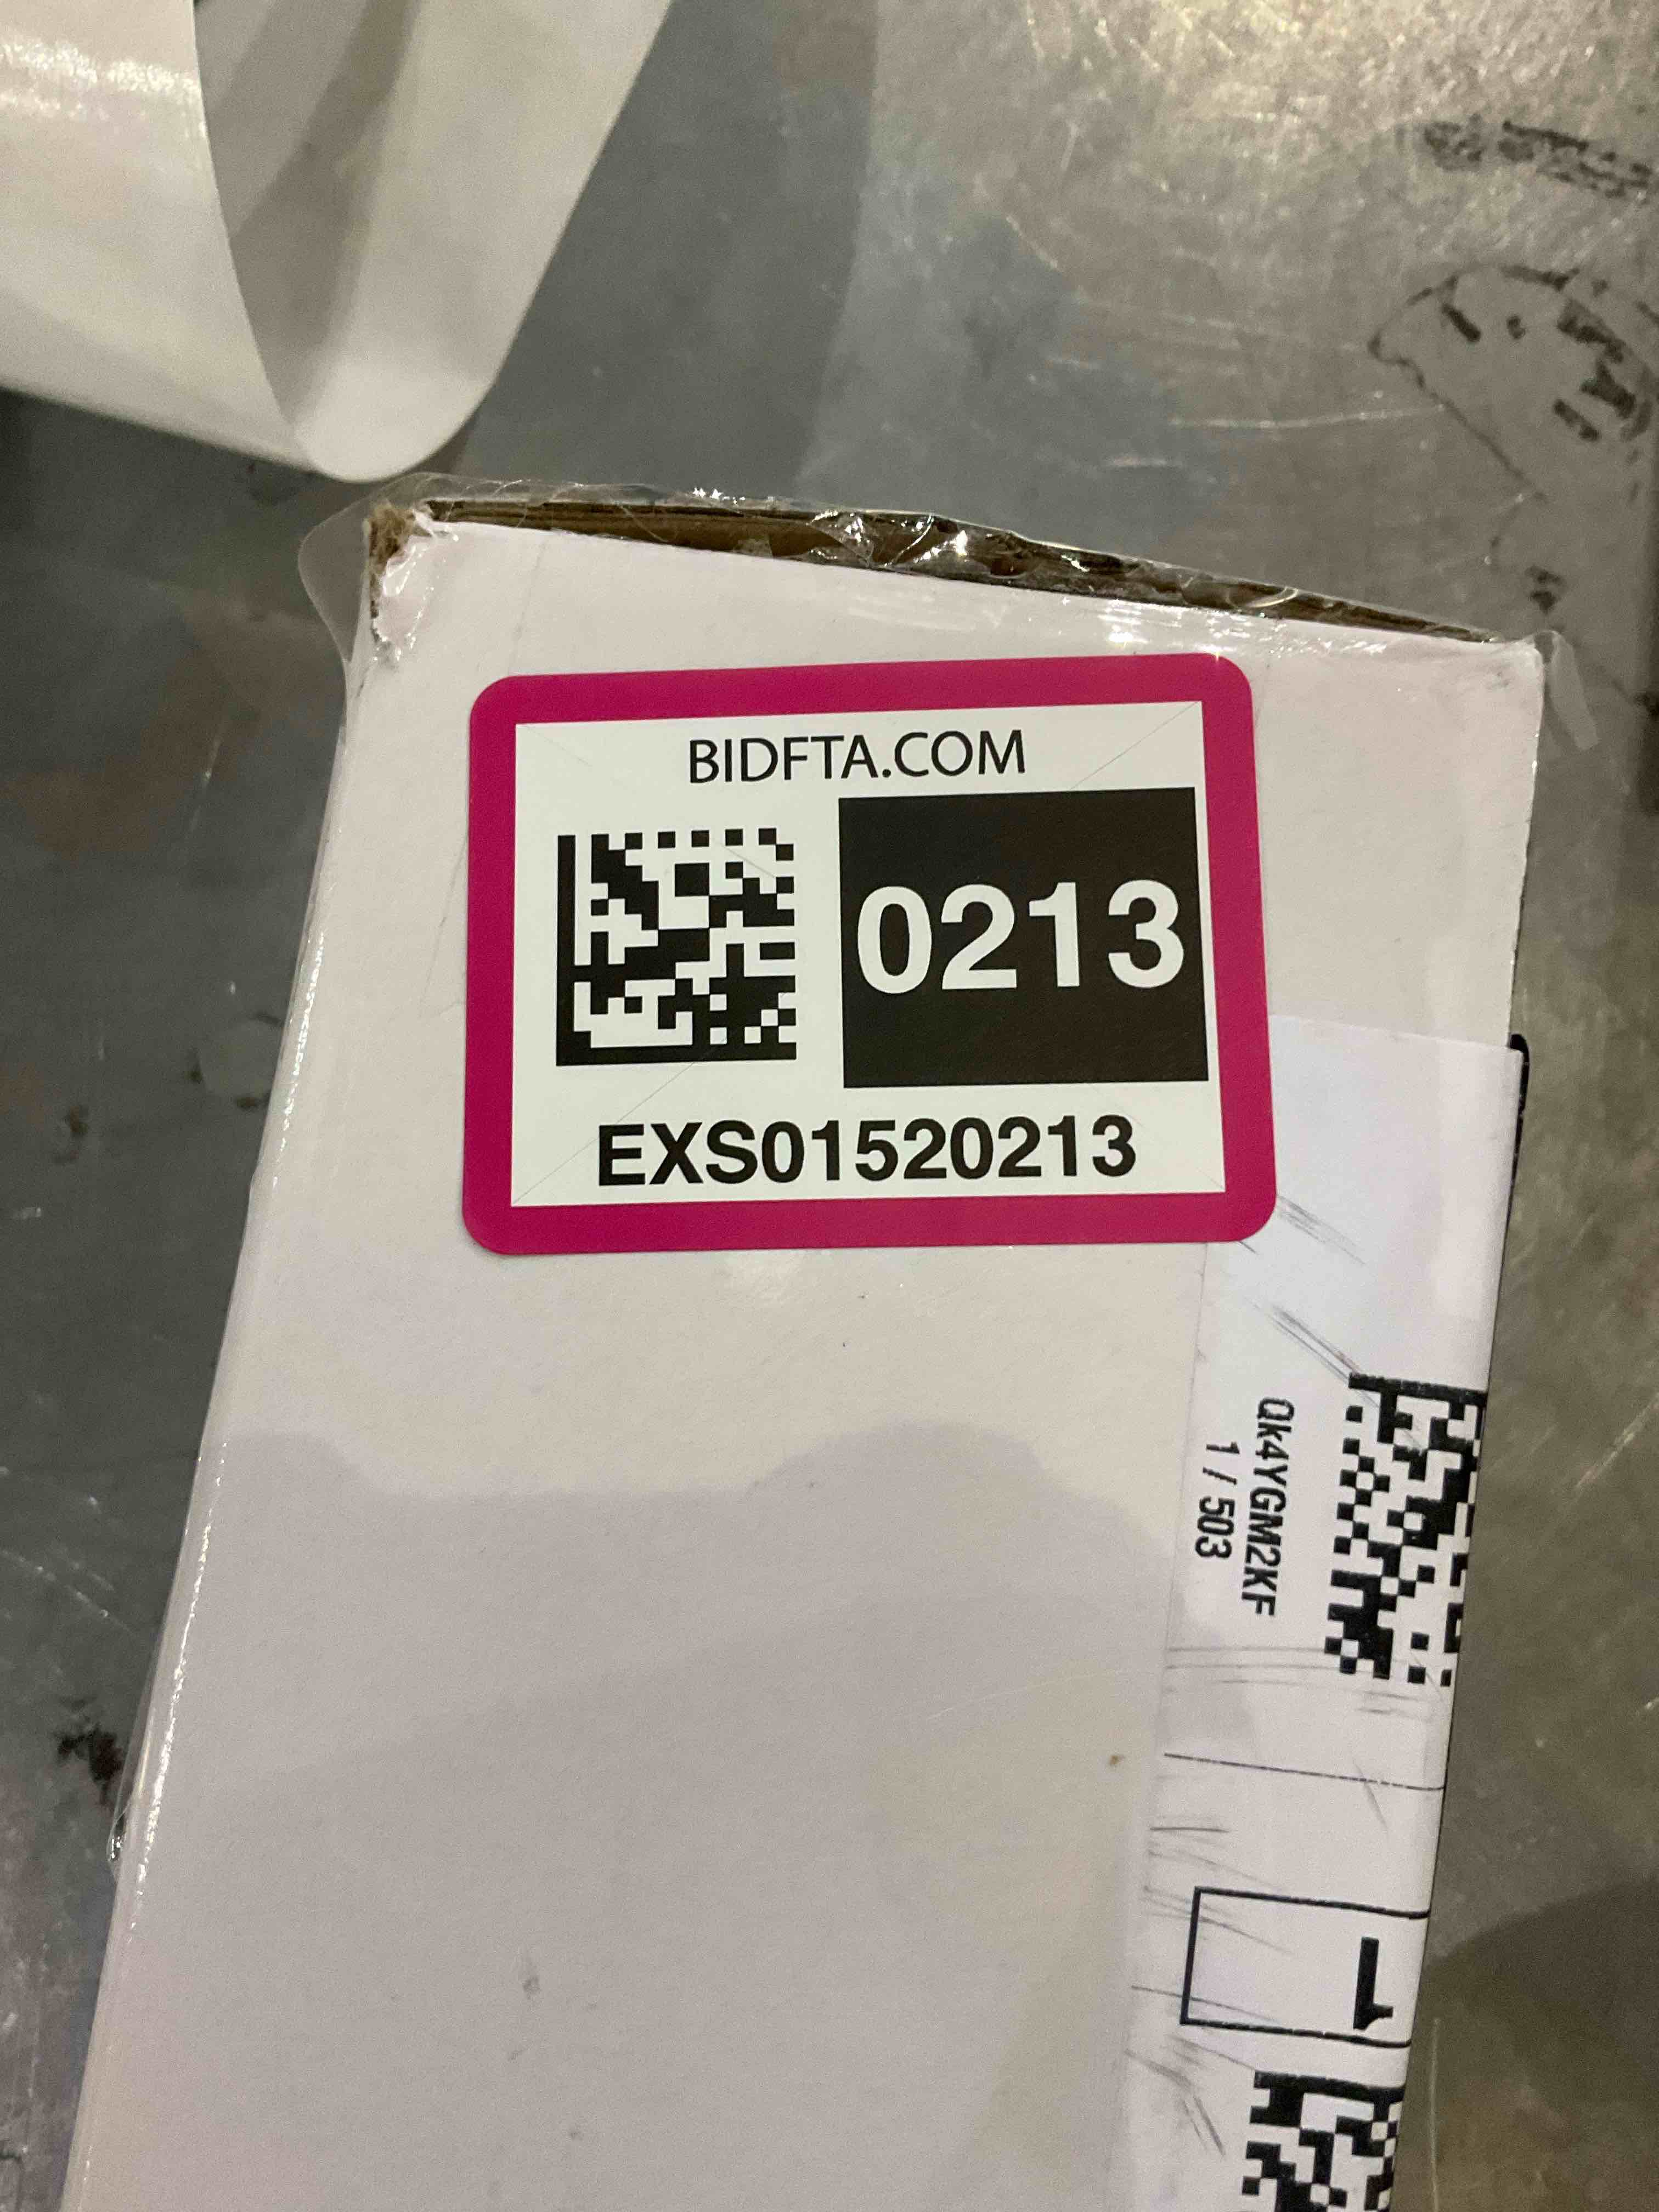 BIDFTA.COM
0213
EXS01520213
Qk4YGM2KF
1 / 503
1